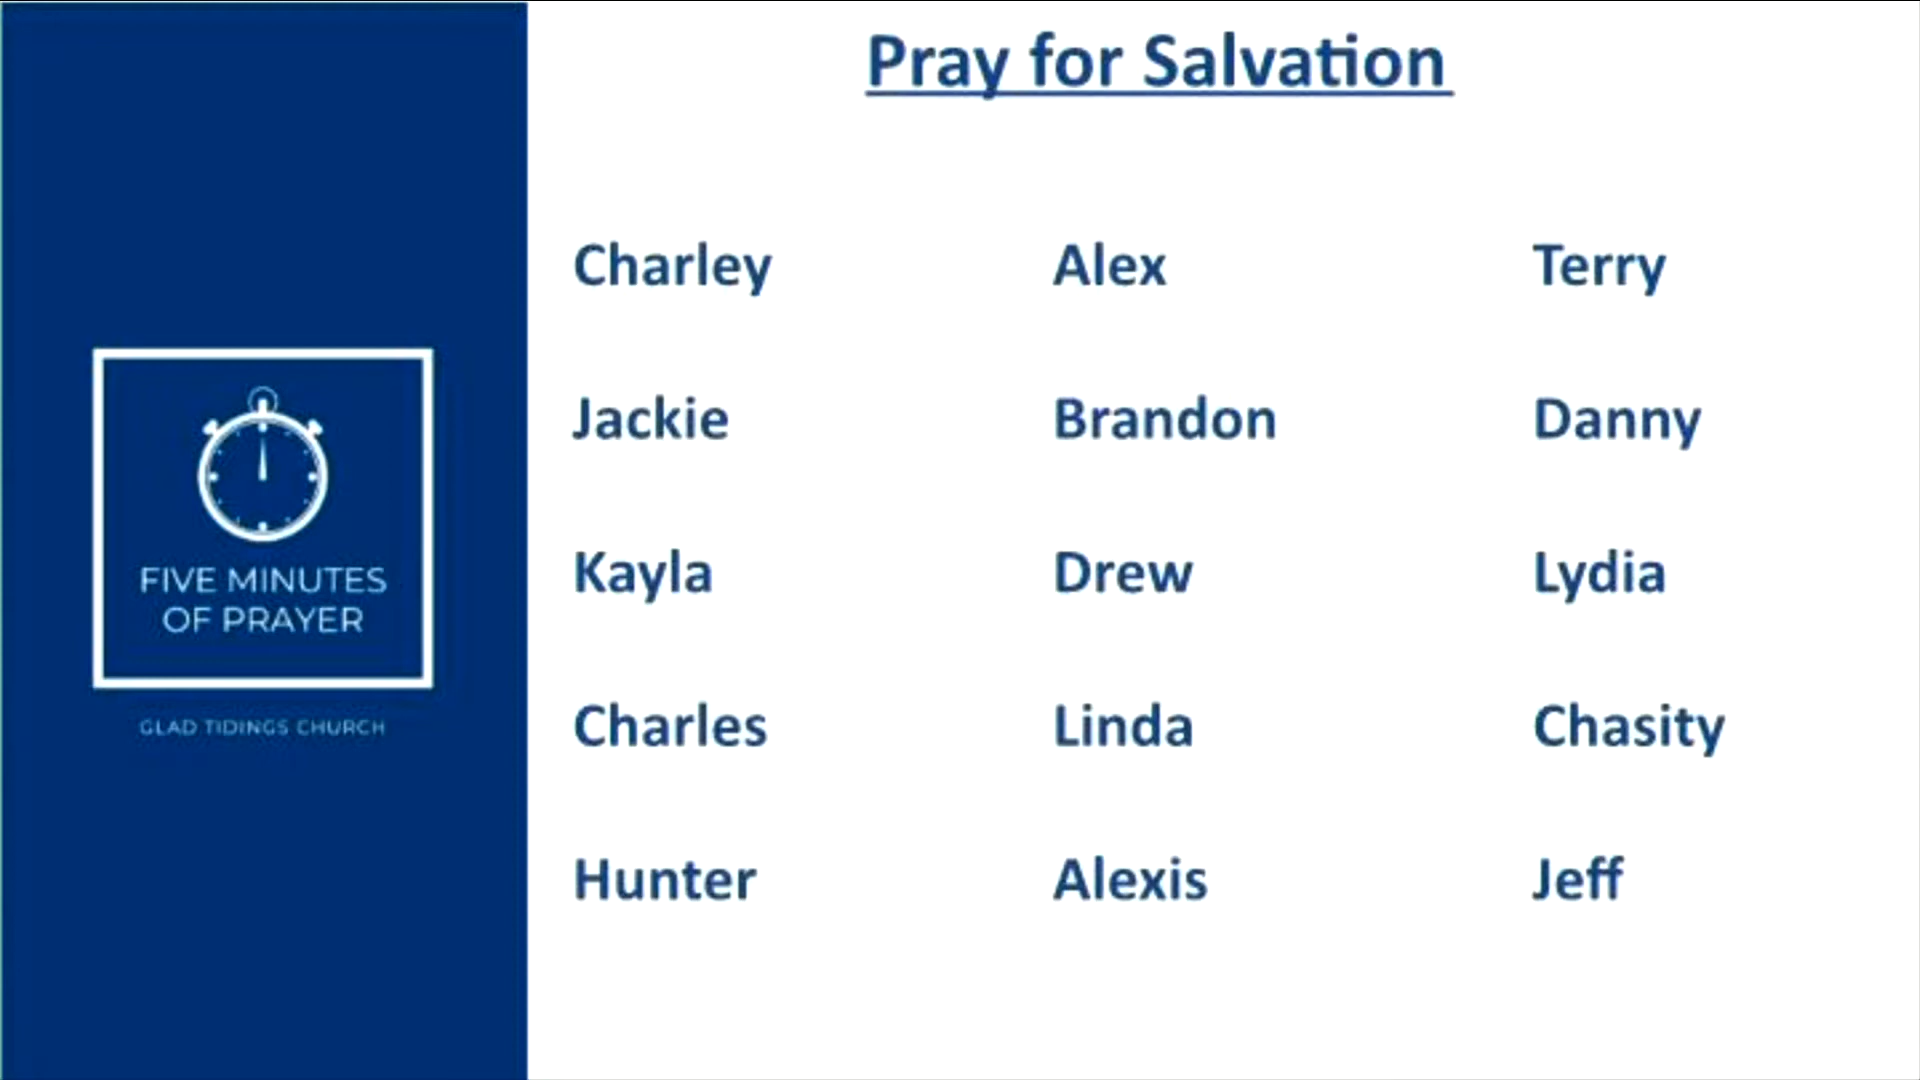 Pray for Salvation
Charley Alex Terry
Jackie Brandon Danny
Kayla Drew Lydia
Charles Linda Chasity
Hunter Alexis Jeff
FIVE MINUTES
OF PRAYER
GLAD TIDINGS CHURCH